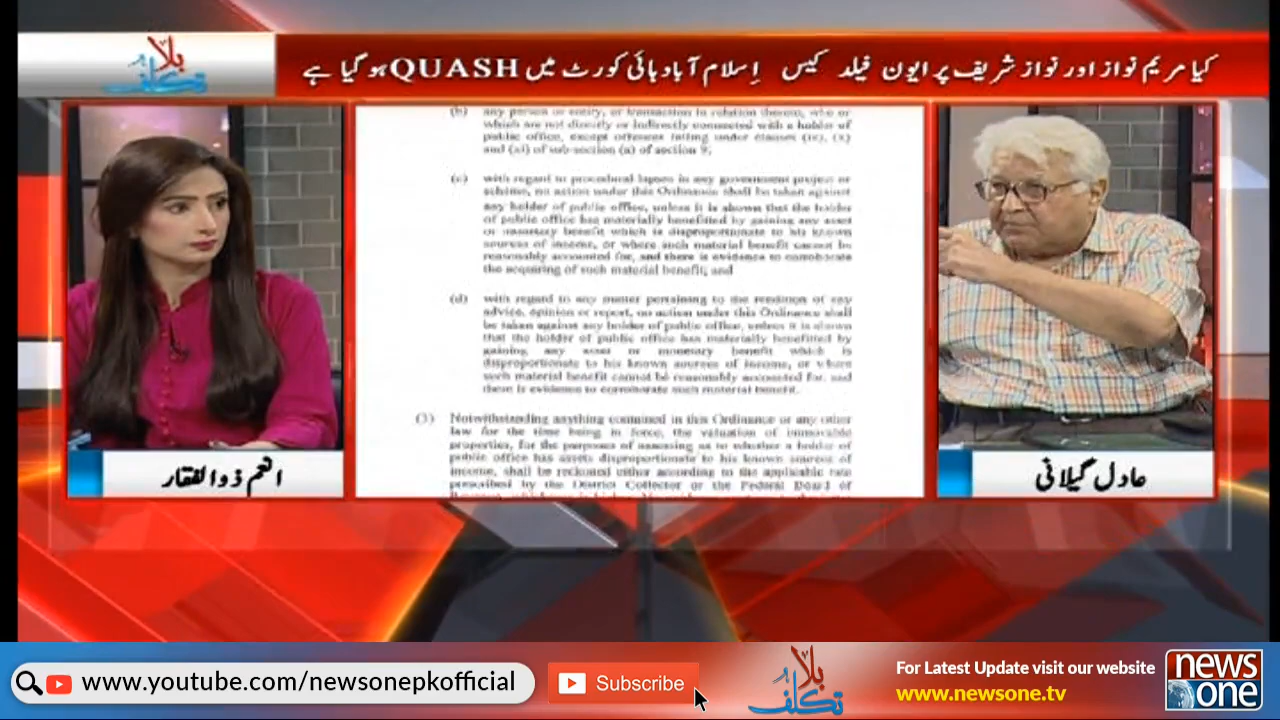 کیا مریم نواز اور نواز شریف پر ایون فیلڈ کیس اِسلام آباد ہائی کورٹ میں QUASH ہو گیا ہے
بلا تکلف
(b) any person or entity, or transaction in relation thereto, who or
which are not directly or indirectly connected with a holder of
public office, except offences falling under clauses (ix), (x)
and (xi) of sub-section (a) of section 9;
(c) with regard to procedural lapses in any government project or
scheme, no action under this Ordinance shall be taken against
any holder of public office, unless it is shown that the holder
of public office has materially benefitted by gaining any asset
or monetary benefit which is disproportionate to his known
sources of income, or where such material benefit cannot be
reasonably accounted for, and there is evidence to corroborate
the acquiring of such material benefit; and
(d) with regard to any matter pertaining to the rendition of any
advice, opinion or report, no action under this Ordinance shall
be taken against any holder of public office, unless it is shown
that the holder of public office has materially benefitted by
gaining any asset or monetary benefit which is
disproportionate to his known sources of income, or where
such material benefit cannot be reasonably accounted for, and
there is evidence to corroborate such material benefit.
(3) Notwithstanding anything contained in this Ordinance or any other
law for the time being in force, the valuation of immovable
properties, for the purposes of assessing as to whether a holder of
public office has assets disproportionate to his known sources of
income, shall be reckoned either according to the applicable rate
prescribed by the District Collector or the Federal Board of
انعم ذوالفقار
عادل گیلانی
www.youtube.com/newsonepkofficial
Subscribe
بلا تکلف
For Latest Update visit our website
www.newsone.tv
news one